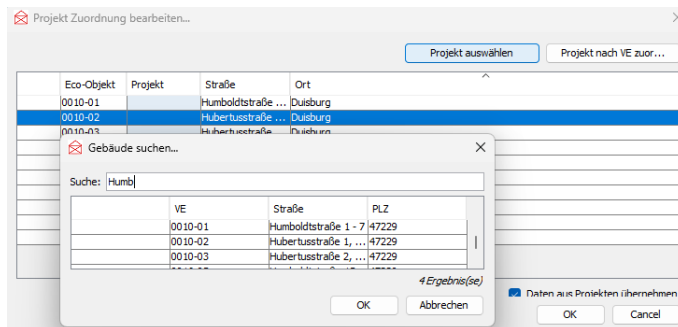 Projekt Zuordnung bearbeiten...
Projekt auswählen Projekt nach VE zuor...
Eco-Objekt Projekt Straße Ort
0010-01 Humboldtstraße ... Duisburg
0010-02 Hubertusstraße ... Duisburg
0010-03 Hubertusstraße Duisburg
Gebäude suchen...
Suche: Humb
VE Straße PLZ
0010-01 Humboldtstraße 1 - 7 47229
0010-02 Hubertusstraße 1, ... 47229
0010-03 Hubertusstraße 2, ... 47229
4 Ergebnis(se)
OK Abbrechen
Daten aus Projekten übernehmen
OK Cancel